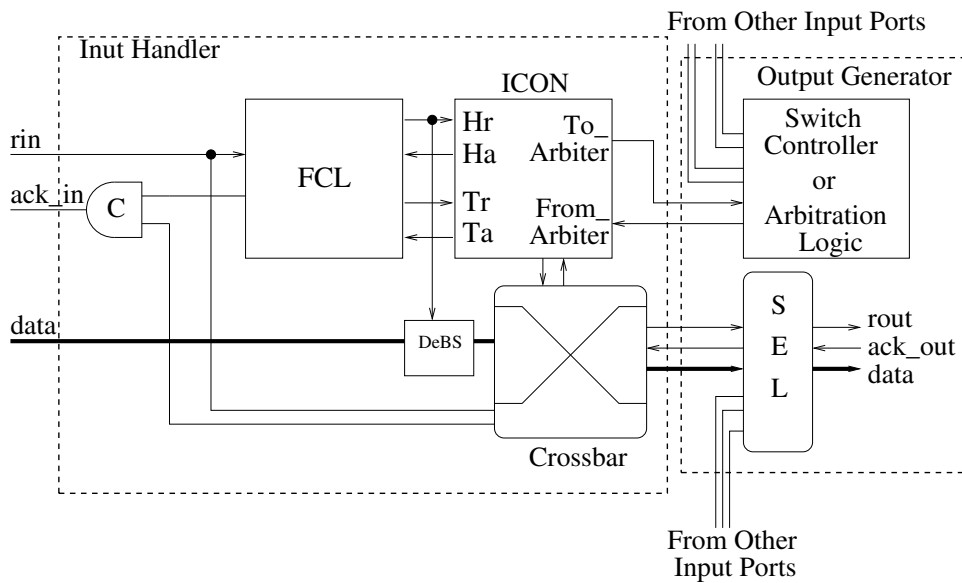 From Other Input Ports
Inut Handler
Output Generator
ICON
rin
ack_in
C
FCL
Hr
Ha
Tr
Ta
To_
Arbiter
From_
Arbiter
Switch
Controller
or
Arbitration
Logic
data
DeBS
S
E
L
rout
ack_out
data
Crossbar
From Other
Input Ports